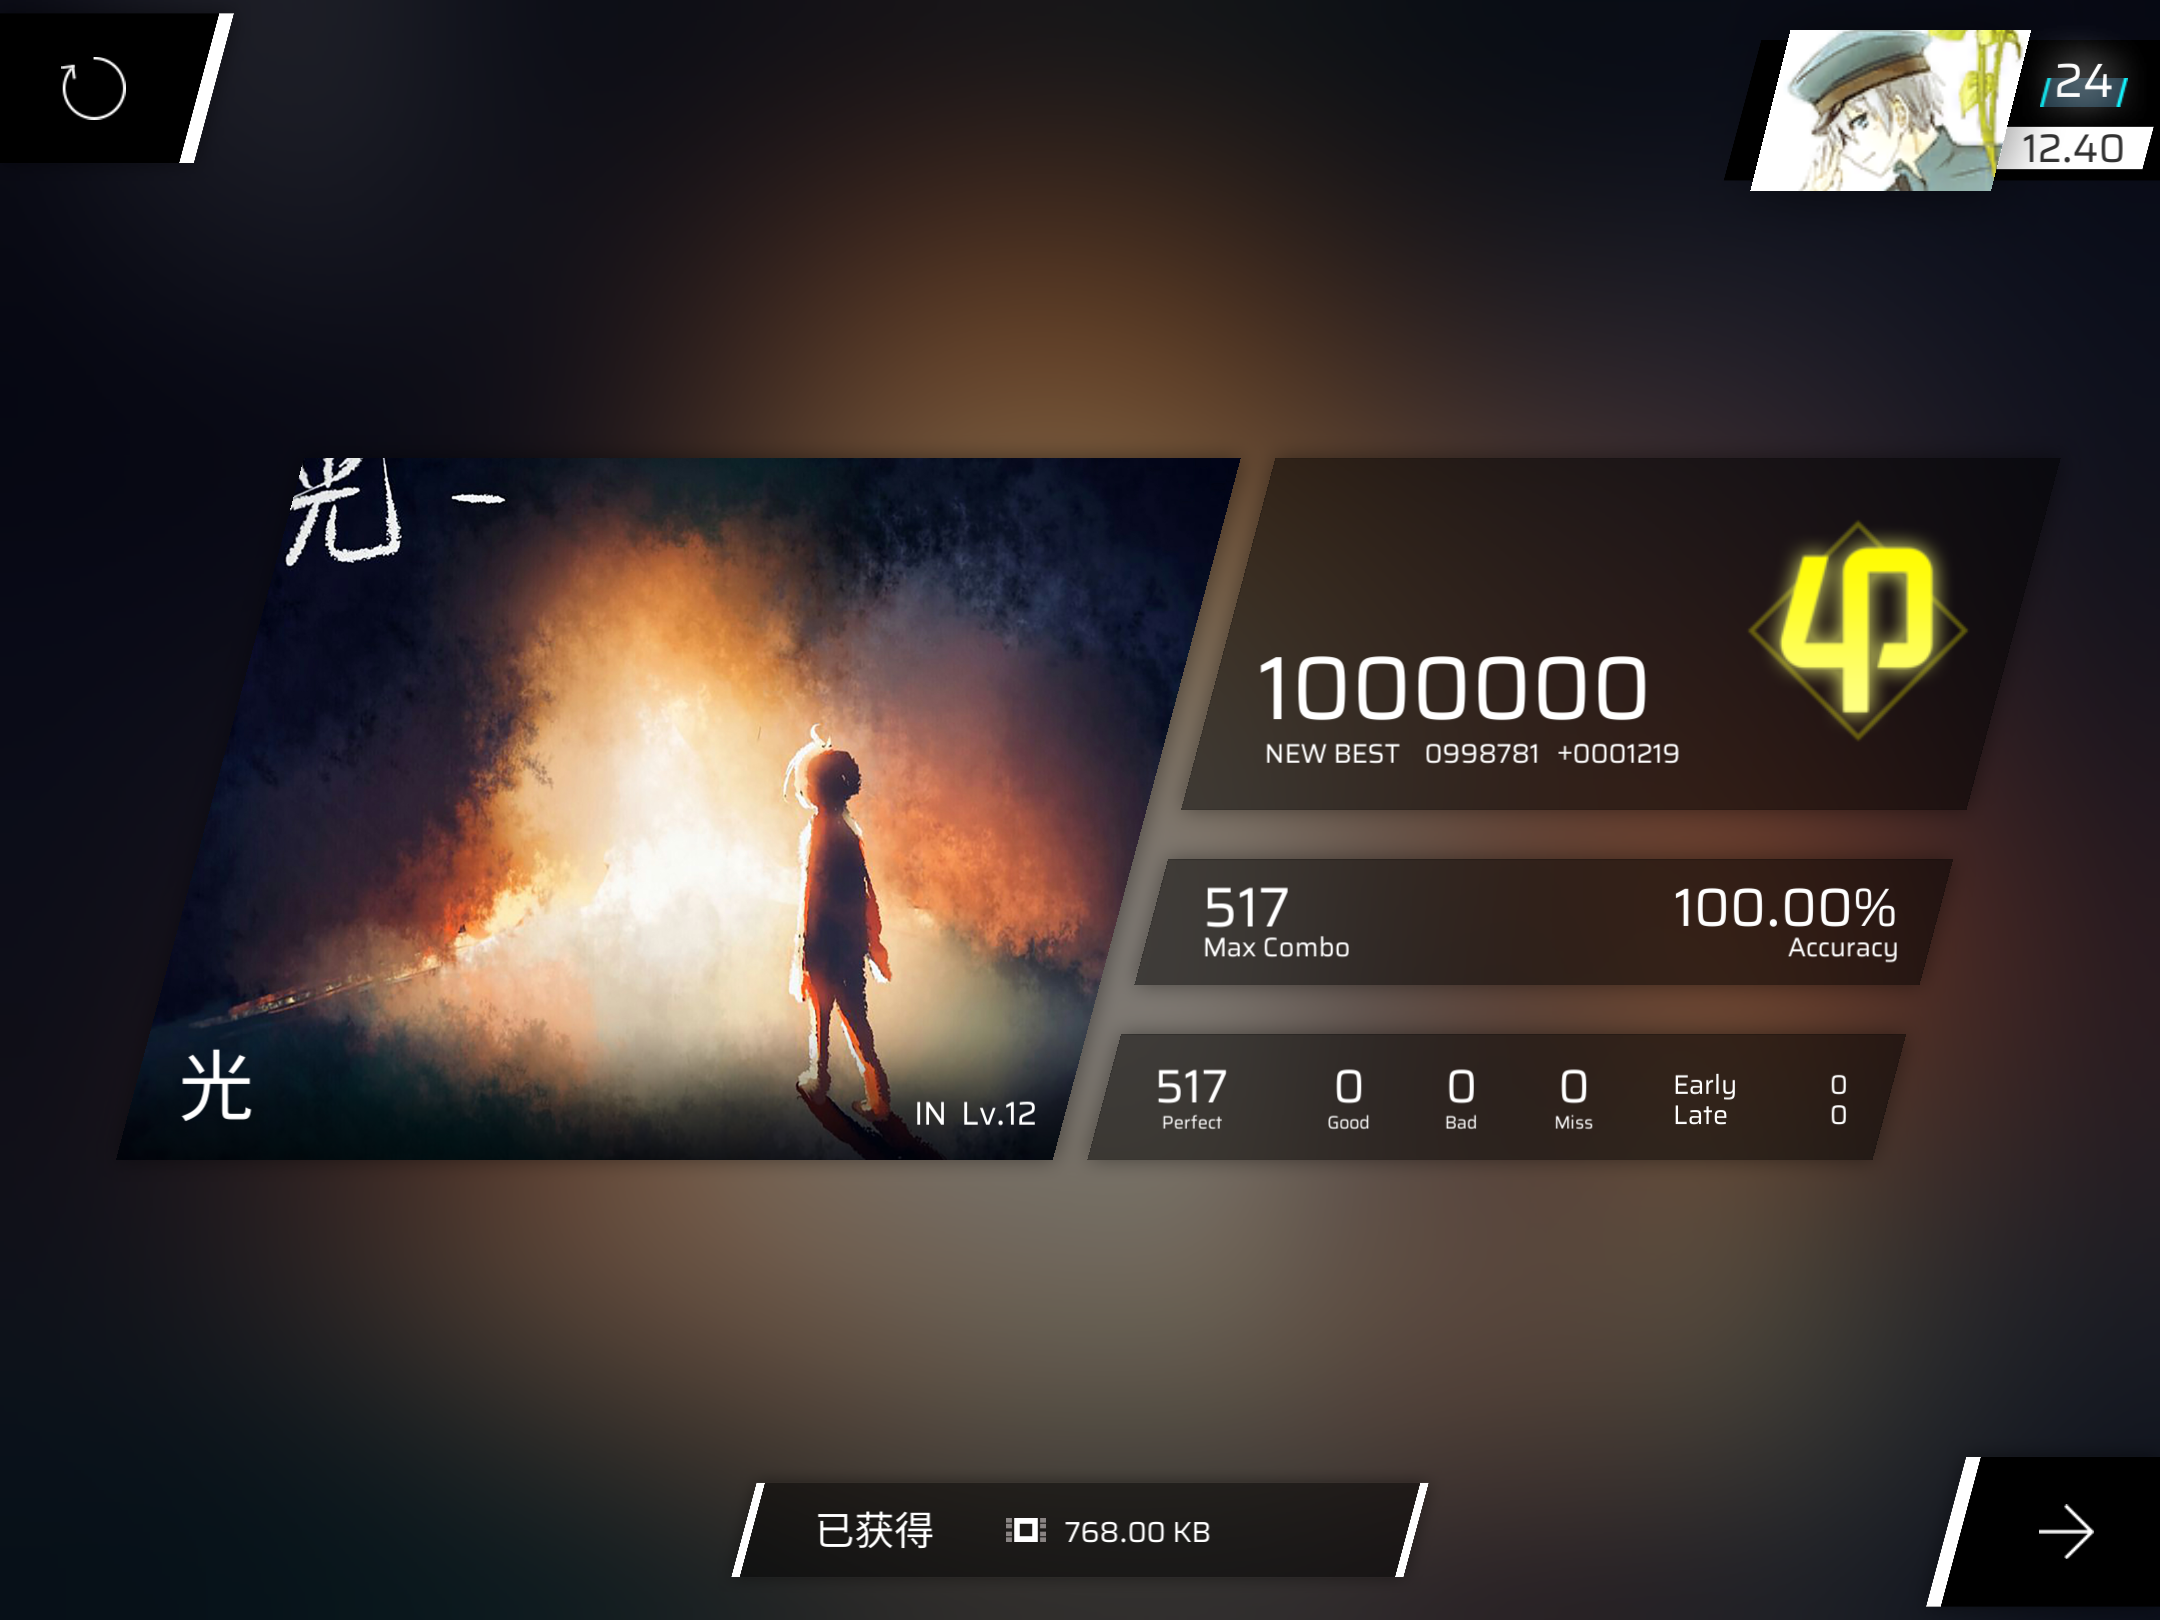 24
12.40
光 -
光
IN Lv.12
φ
1000000
NEW BEST 0998781 +0001219
517
Max Combo
100.00%
Accuracy
517
Perfect
0
Good
0
Bad
0
Miss
Early 0
Late 0
已获得 768.00 KB